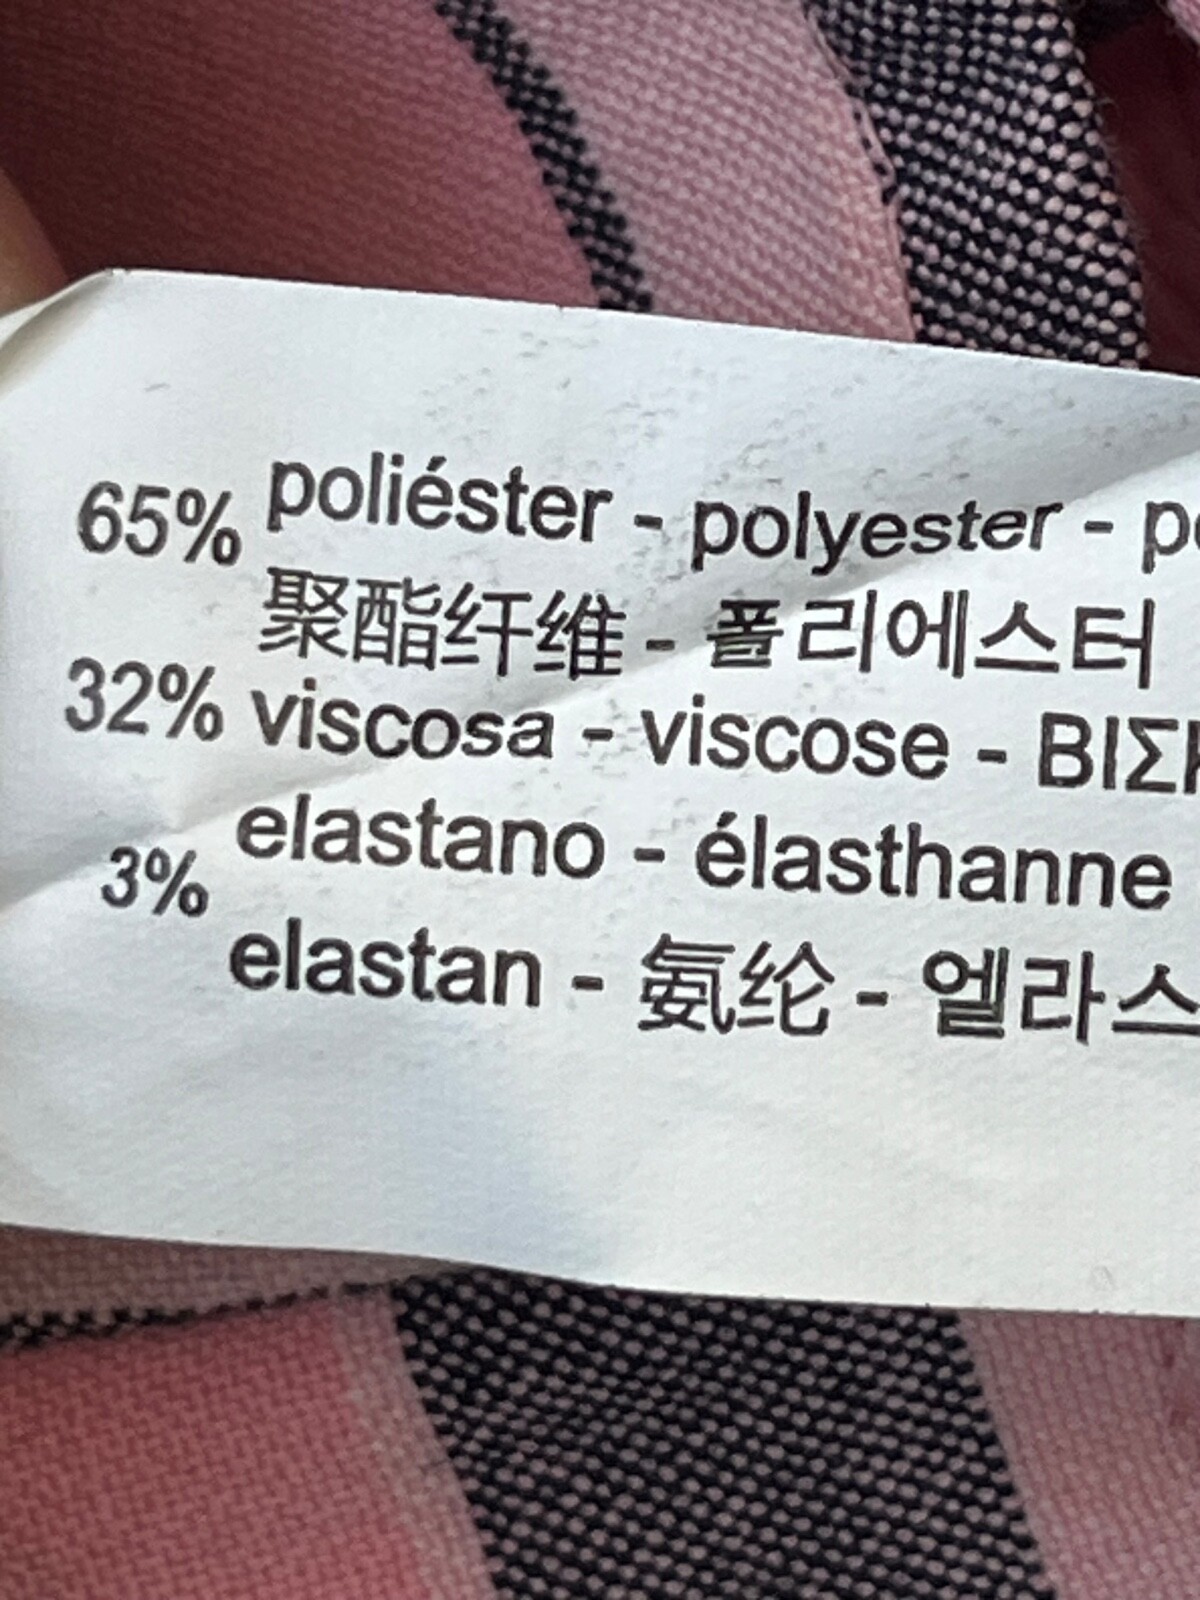 65% poliéster - polyester -
聚酯纤维 - 폴리에스터
32% viscosa - viscose -
elastano - élasthanne
3%
elastan - 氨纶 -